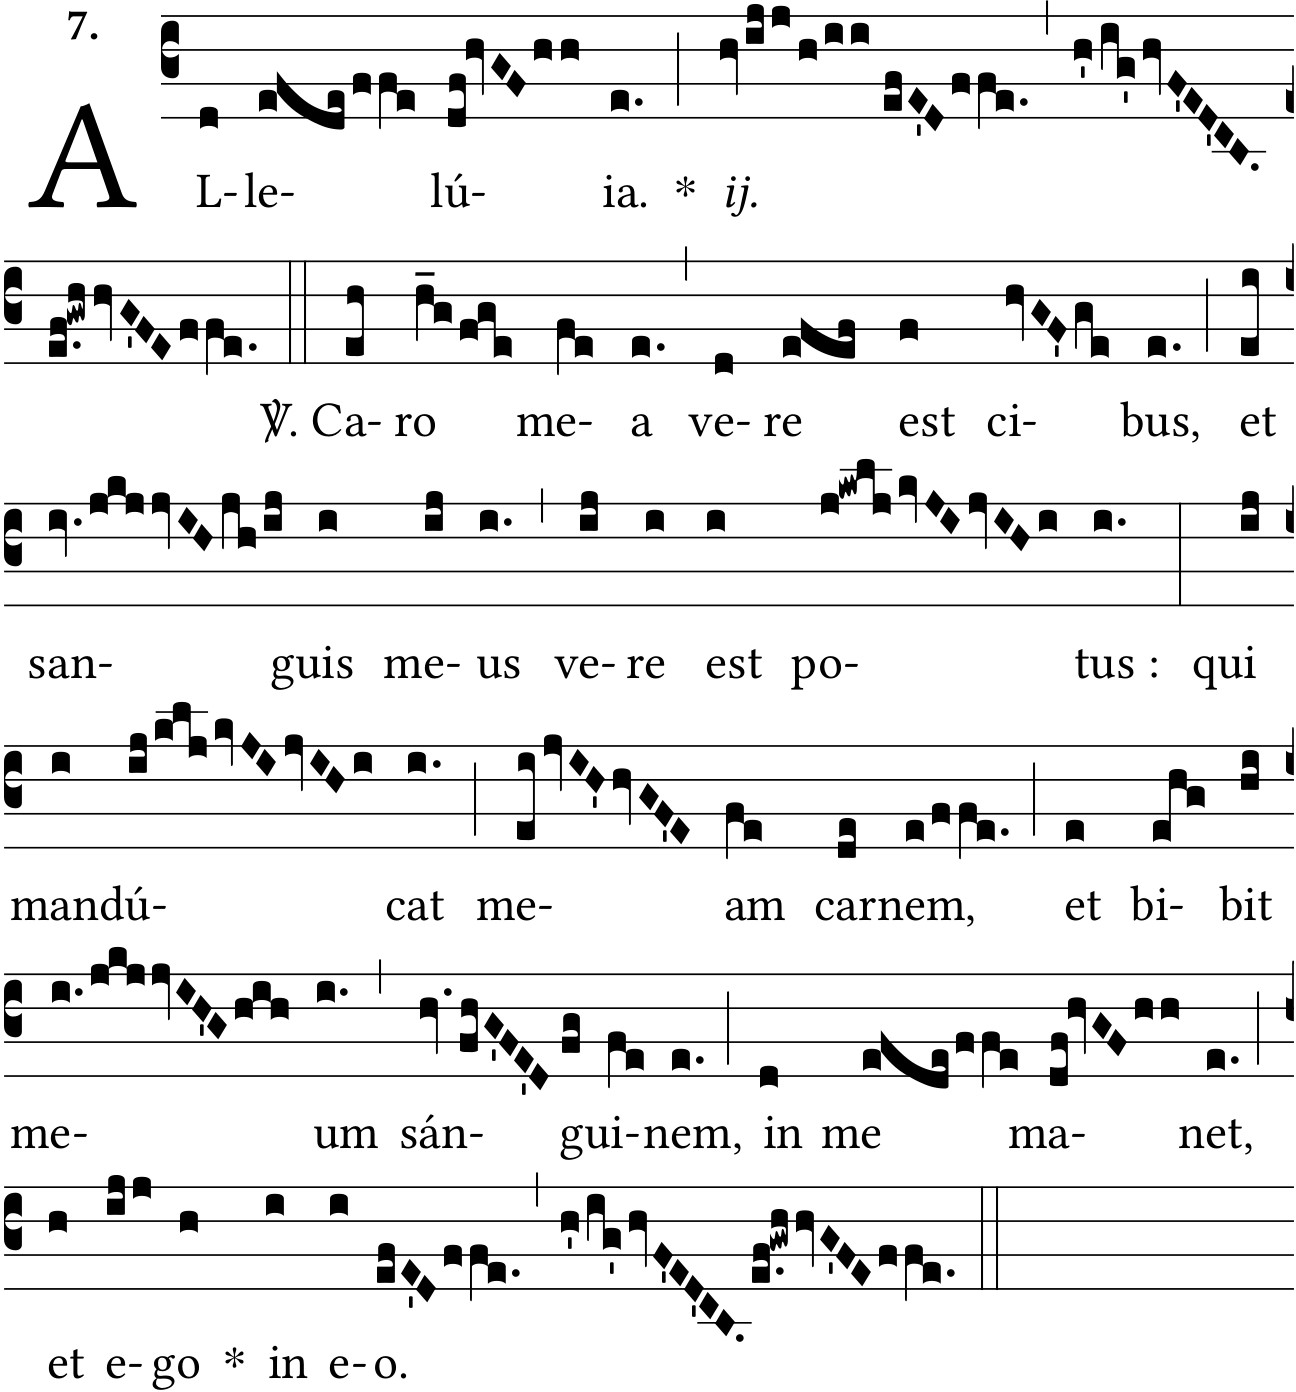 7.
AL-le- lú- ia. * ij.
℣. Ca- ro me- a ve- re est ci- bus, et
san- guis me- us ve- re est po- tus : qui
mandú- cat me- am carnem, et bi- bit
me- um sán- gui-nem, in me ma- net,
et e- go * in e- o.